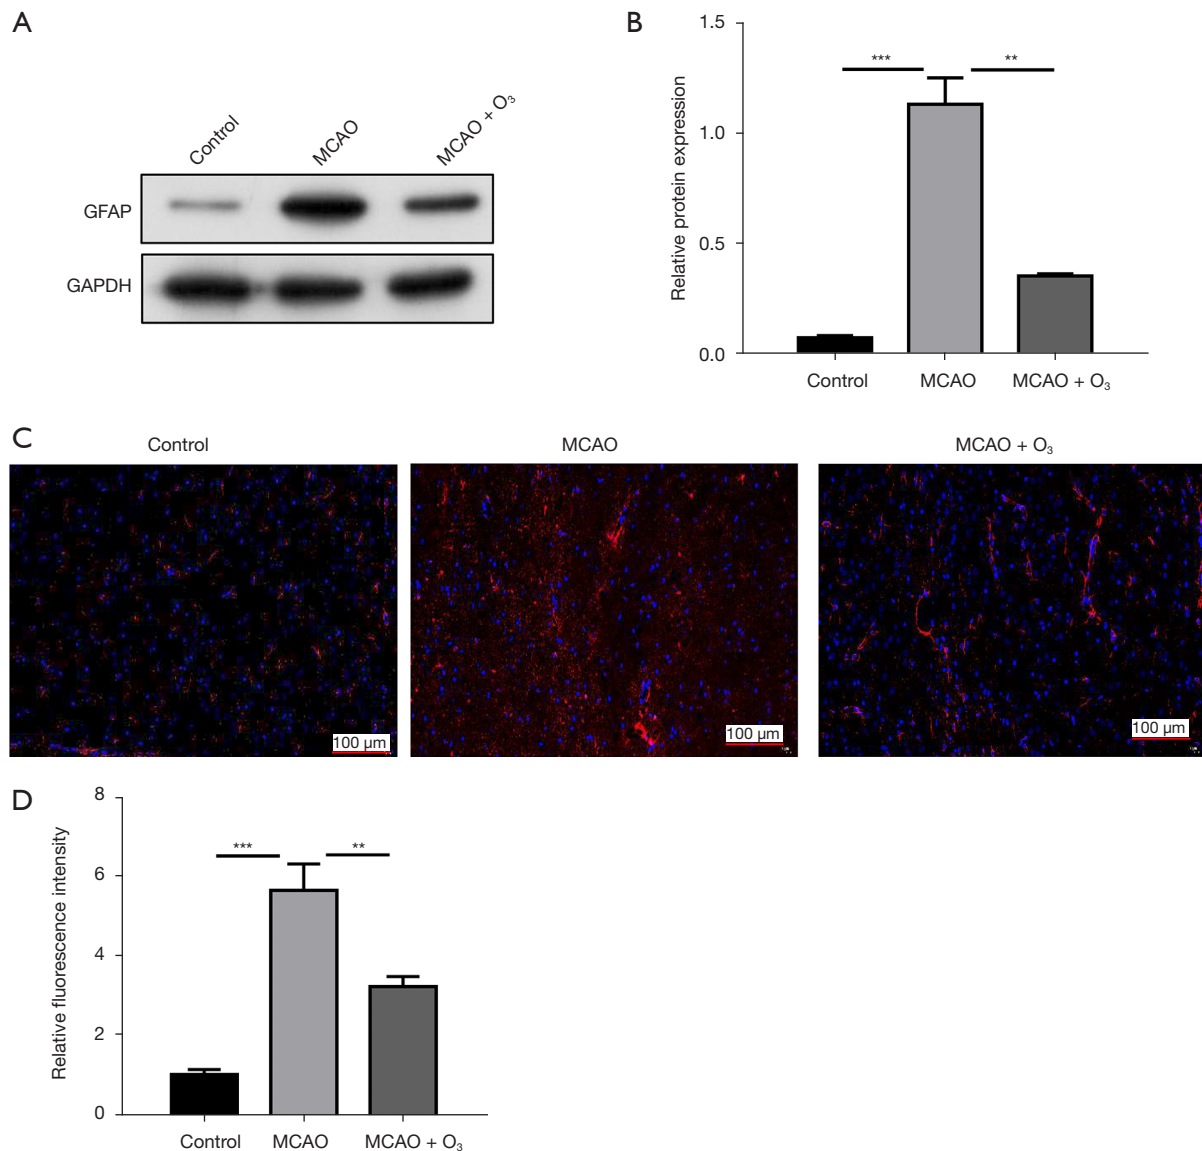 A
Control
MCAO
MCAO + O₃
GFAP
GAPDH
B
Relative protein expression
1.5
1.0
0.5
0.0
***
**
Control
MCAO
MCAO + O₃
C
Control
MCAO
MCAO + O₃
100 µm
100 µm
100 µm
D
Relative fluorescence intensity
8
6
4
2
0
***
**
Control
MCAO
MCAO + O₃